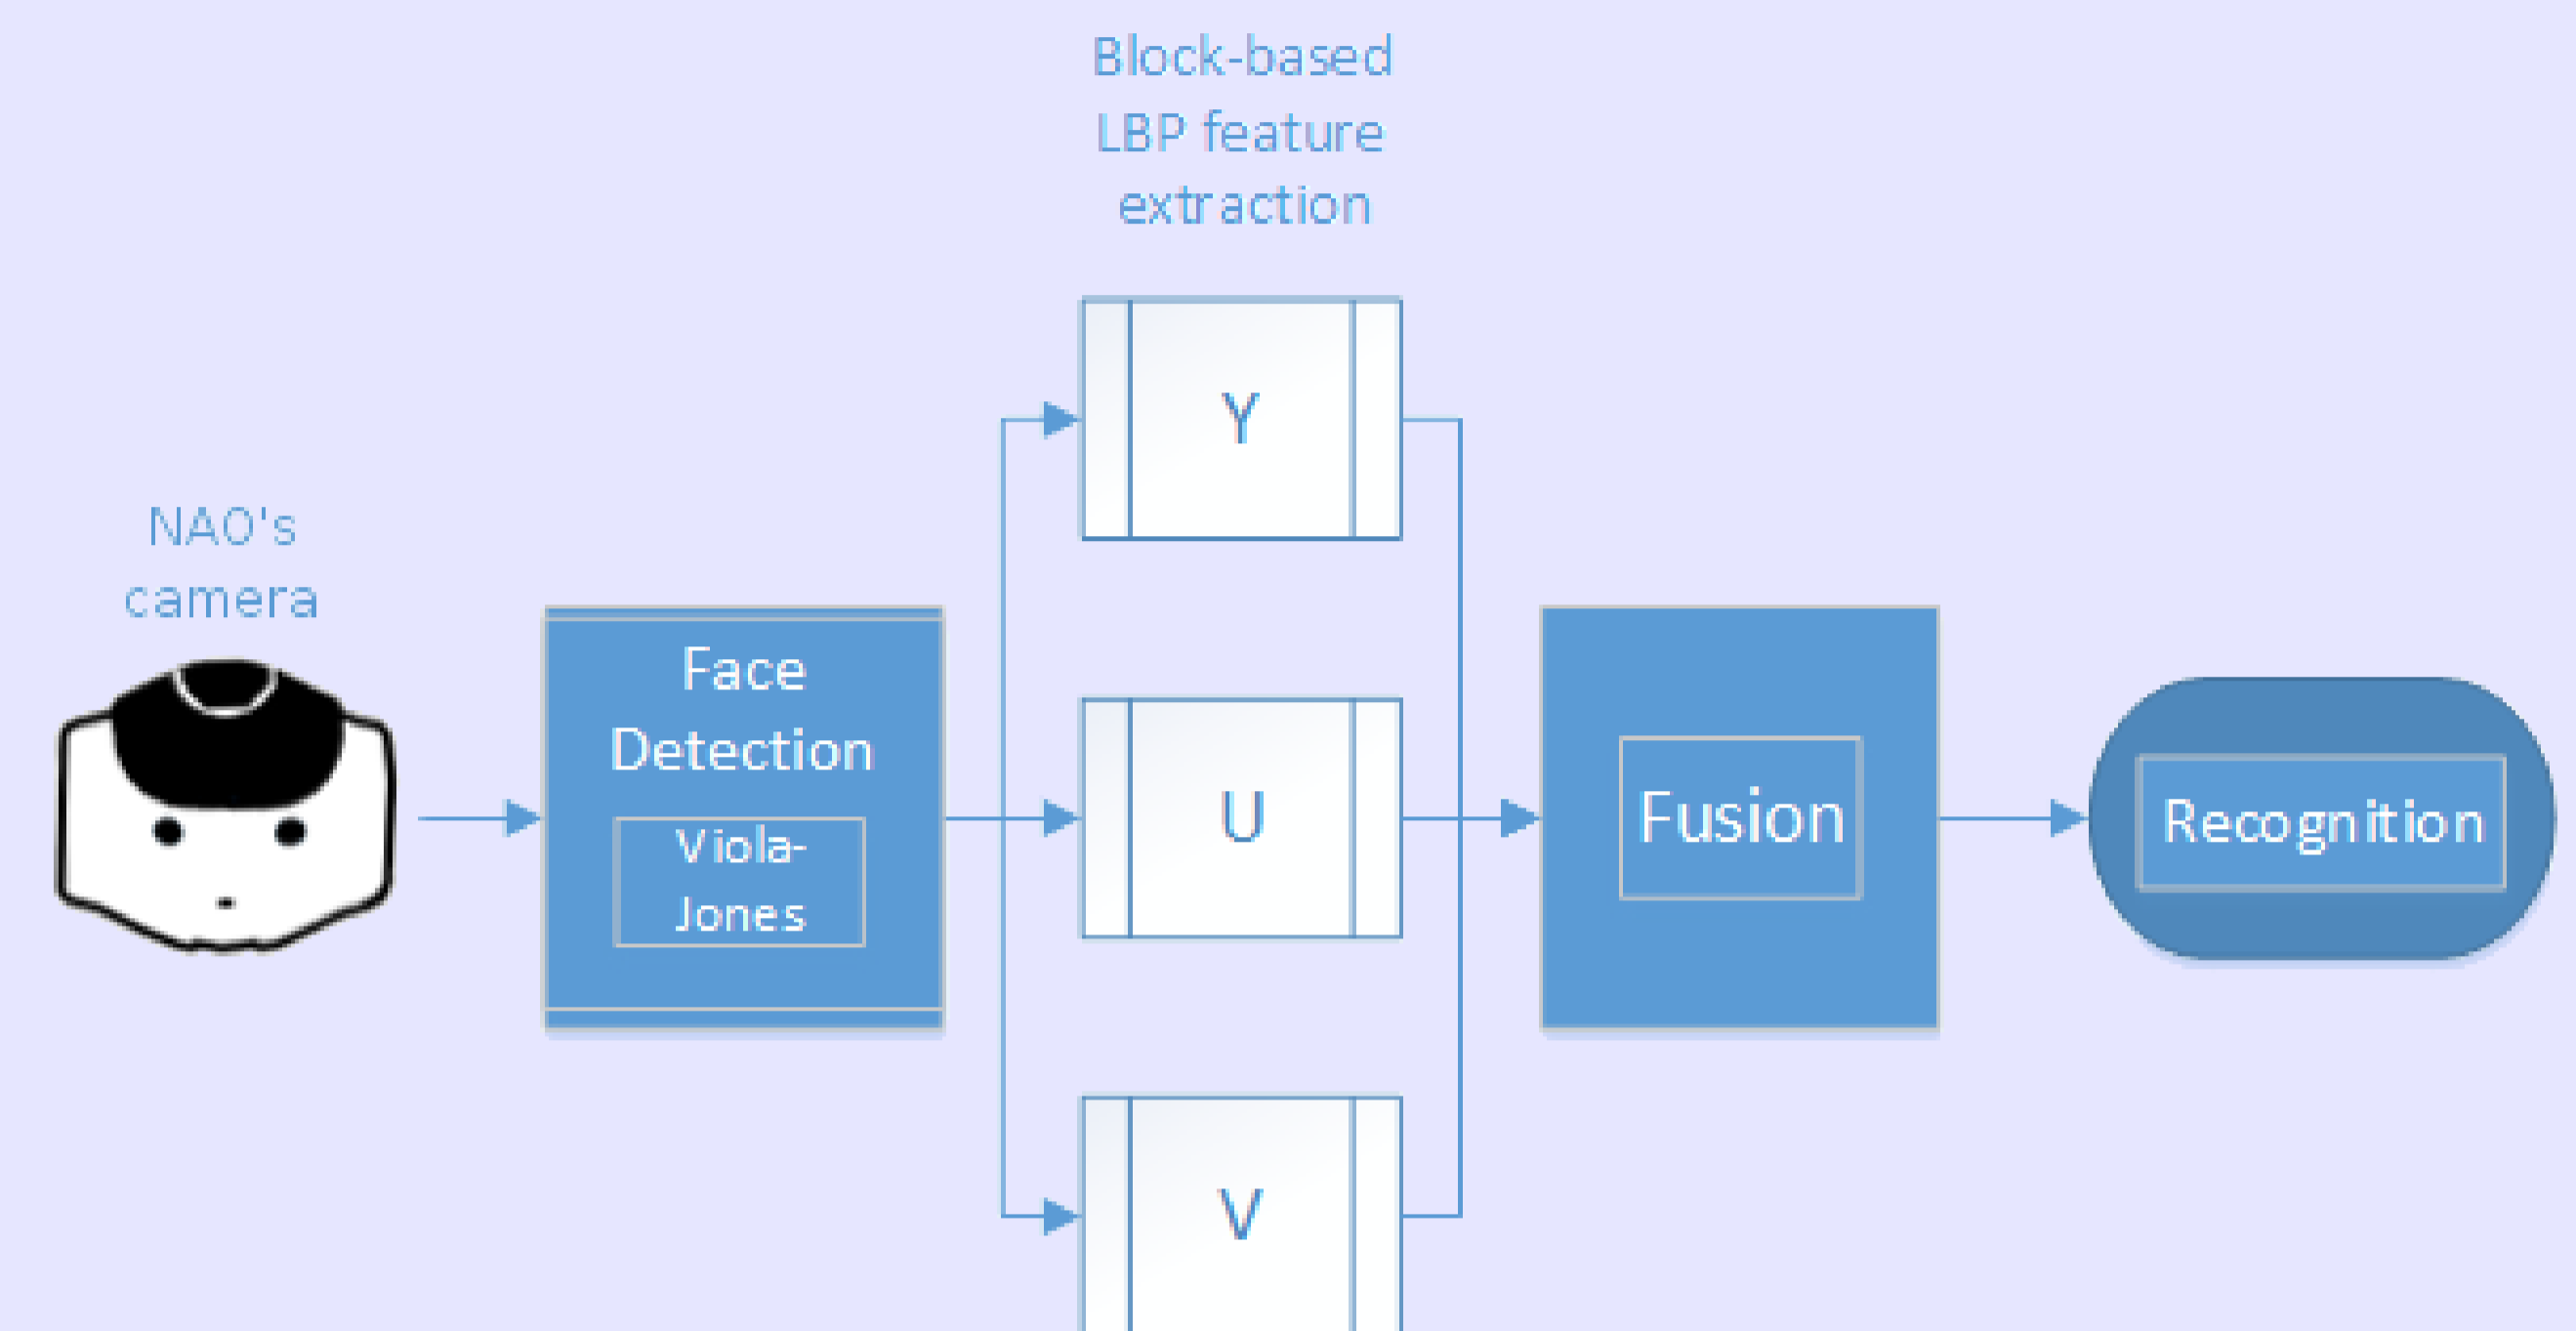 Block-based
LBP feature
extraction
Y
NAO's
camera
Face
Detection
Viola-
Jones
U
Fusion
Recognition
V